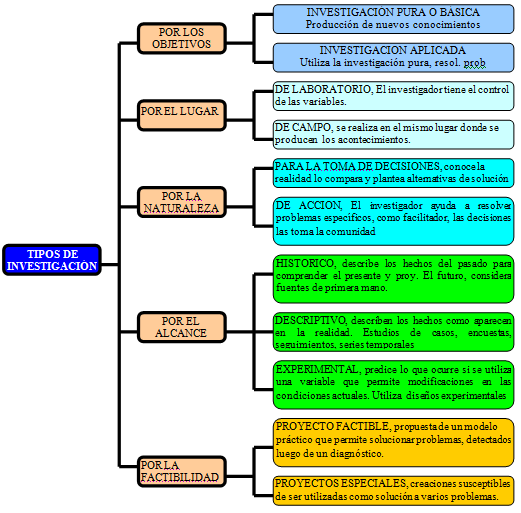 TIPOS DE
INVESTIGACIÓN
POR LOS
OBJETIVOS
INVESTIGACIÓN PURA O BÁSICA
Producción de nuevos conocimientos
INVESTIGACION APLICADA
Utiliza la investigación pura, resol. prob
POR EL LUGAR
DE LABORATORIO, El investigador tiene el control
de las variables.
DE CAMPO, se realiza en el mismo lugar donde se
producen los acontecimientos.
POR LA
NATURALEZA
PARA LA TOMA DE DECISIONES, conoce la
realidad lo compara y plantea alternativas de solución
DE ACCION, El investigador ayuda a resolver
problemas específicos, como facilitador, las decisiones
las toma la comunidad
POR EL
ALCANCE
HISTORICO, describe los hechos del pasado para
comprender el presente y proy. El futuro, considera
fuentes de primera mano.
DESCRIPTIVO, describen los hechos como aparecen
en la realidad. Estudios de casos, encuestas,
seguimientos, series temporales
EXPERIMENTAL, predice lo que ocurre si se utiliza
una variable que permite modificaciones en las
condiciones actuales. Utiliza diseños experimentales
POR LA
FACTIBILIDAD
PROYECTO FACTIBLE, propuesta de un modelo
práctico que permite solucionar problemas, detectados
luego de un diagnóstico.
PROYECTOS ESPECIALES, creaciones susceptibles
de ser utilizadas como solución a varios problemas.